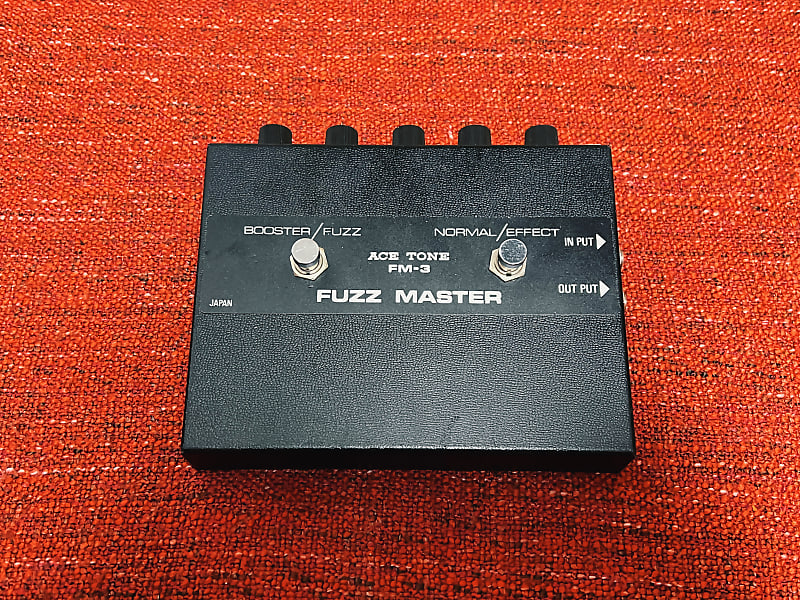 BOOSTER/FUZZ
NORMAL/EFFECT
IN PUT
ACE TONE
FM-3
OUT PUT
FUZZ MASTER
JAPAN